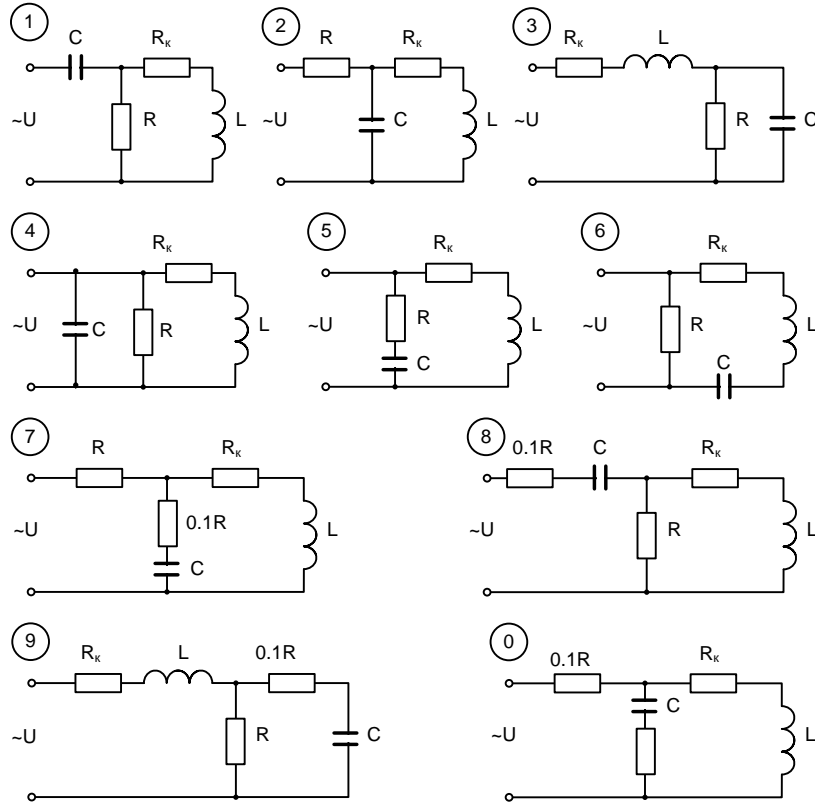 1 2 3
C Rк R Rк Rк L
~U R L ~U C L ~U R C
4 5 6
Rк Rк Rк
~U C R L ~U R C L ~U R C L
7 8
R Rк 0.1R C Rк
~U 0.1R C L ~U R L
9 0
Rк L 0.1R 0.1R Rк
~U R C ~U C L